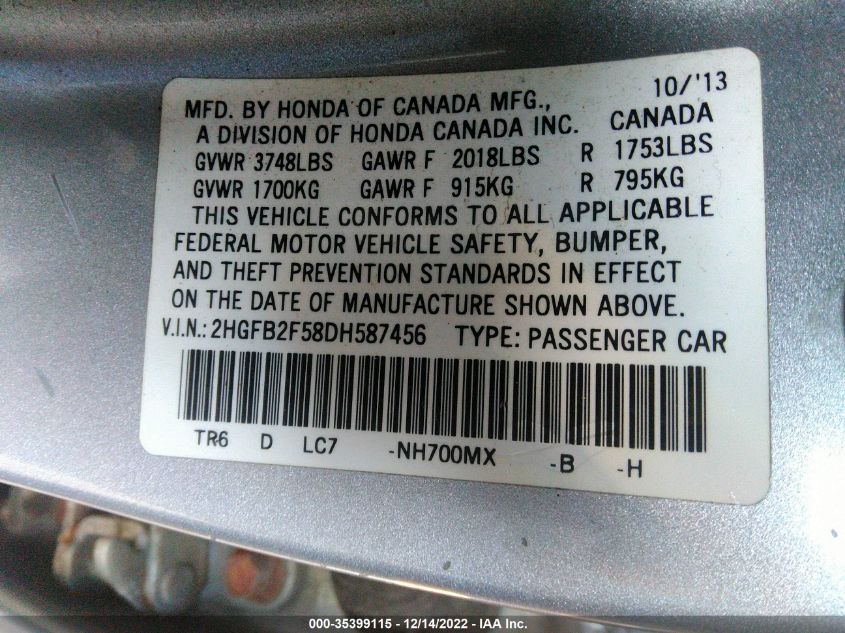 10/'13
MFD. BY HONDA OF CANADA MFG.,
A DIVISION OF HONDA CANADA INC. CANADA
GVWR 3748LBS GAWR F 2018LBS R 1753LBS
GVWR 1700KG GAWR F 915KG R 795KG
THIS VEHICLE CONFORMS TO ALL APPLICABLE
FEDERAL MOTOR VEHICLE SAFETY, BUMPER,
AND THEFT PREVENTION STANDARDS IN EFFECT
ON THE DATE OF MANUFACTURE SHOWN ABOVE.
V.I.N.: 2HGFB2F58DH587456 TYPE: PASSENGER CAR
TR6 D LC7 -NH700MX -B -H
000-35399115 - 12/14/2022 - IAA Inc.